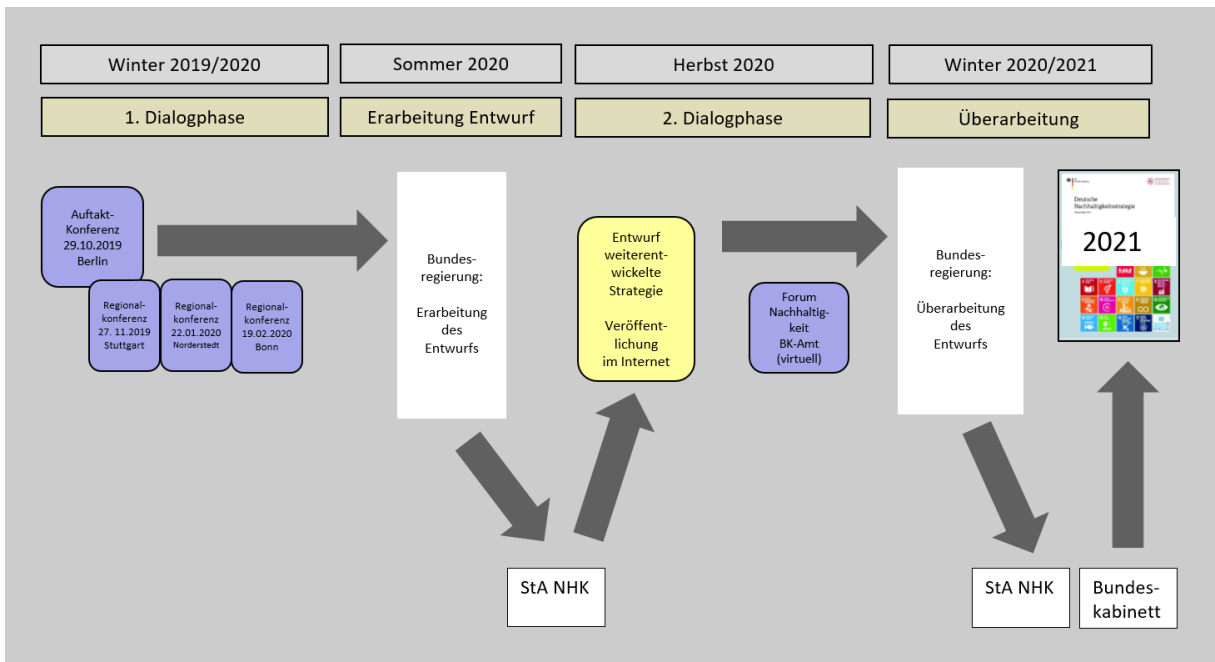 Winter 2019/2020
Sommer 2020
Herbst 2020
Winter 2020/2021
1. Dialogphase
Erarbeitung Entwurf
2. Dialogphase
Überarbeitung
Auftakt-
Konferenz
29.10.2019
Berlin
Regional-
konferenz
27. 11.2019
Stuttgart
Regional-
konferenz
22.01.2020
Norderstedt
Regional-
konferenz
19.02.2020
Bonn
Bundes-
regierung:
Erarbeitung
des
Entwurfs
StA NHK
Entwurf
weiterent-
wickelte
Strategie
Veröffent-
lichung
im Internet
Forum
Nachhaltig-
keit
BK-Amt
(virtuell)
Bundes-
regierung:
Überarbeitung
des
Entwurfs
StA NHK
Bundes-
kabinett
Deutsche
Nachhaltigkeitsstrategie
2021